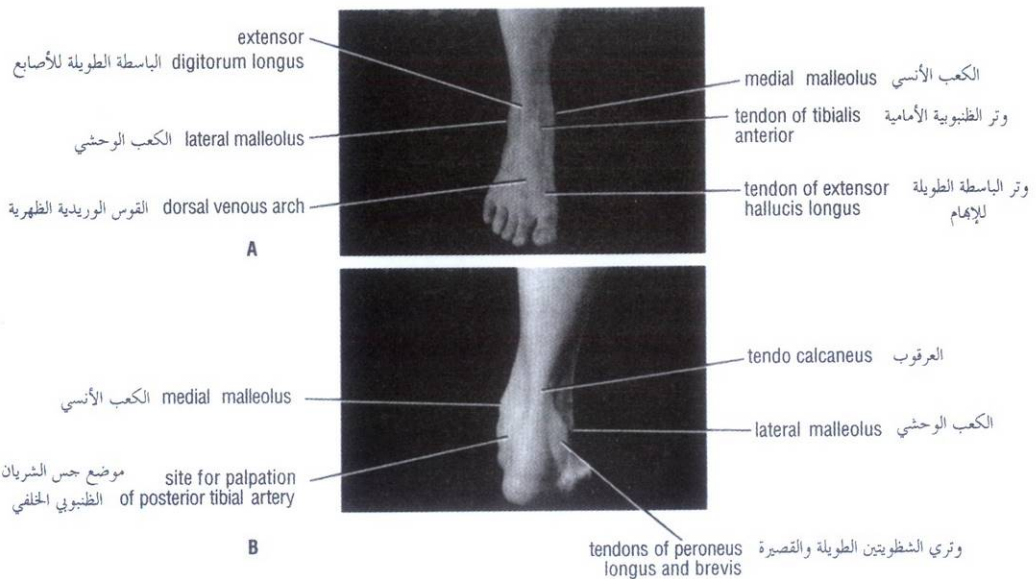 extensor
الباسطة الطويلة للأصابع digitorum longus
الكعب الوحشي lateral malleolus
القوس الوريدية الظهرية dorsal venous arch
A
medial malleolus الكعب الأنسي
tendon of tibialis وتر الظنبوبية الأمامية
anterior
tendon of extensor وتر الباسطة الطويلة
hallucis longus للإبهام
الكعب الأنسي medial malleolus
موضع جس الشريان site for palpation
الظنبوبي الخلفي of posterior tibial artery
B
tendo calcaneus العرقوب
lateral malleolus الكعب الوحشي
tendons of peroneus وتري الشظويتين الطويلة والقصيرة
longus and brevis